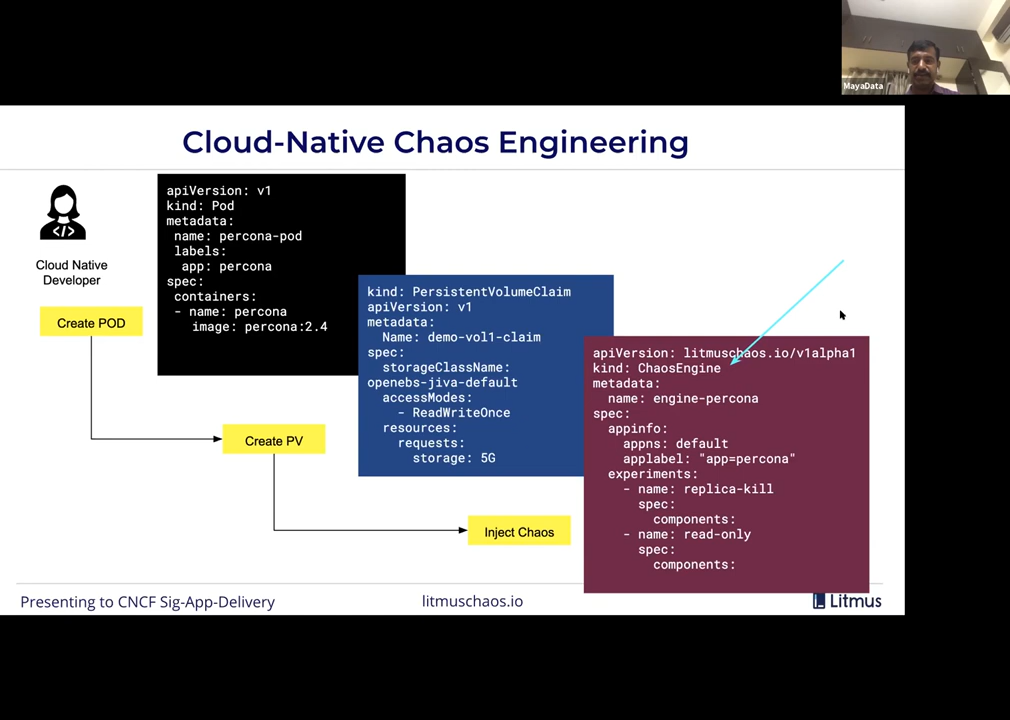 MayaData
Cloud-Native Chaos Engineering
Cloud Native
Developer
Create POD
apiVersion: v1
kind: Pod
metadata:
name: percona-pod
labels:
app: percona
spec:
containers:
- name: percona
image: percona:2.4
Create PV
kind: PersistentVolumeClaim
apiVersion: v1
metadata:
Name: demo-vol1-claim
spec:
storageClassName:
openebs-jiva-default
accessModes:
- ReadWriteOnce
resources:
requests:
storage: 5G
Inject Chaos
apiVersion: litmuschaos.io/v1alpha1
kind: ChaosEngine
metadata:
name: engine-percona
spec:
appinfo:
appns: default
applabel: "app=percona"
experiments:
- name: replica-kill
spec:
components:
- name: read-only
spec:
components:
Presenting to CNCF Sig-App-Delivery
litmuschaos.io
Litmus